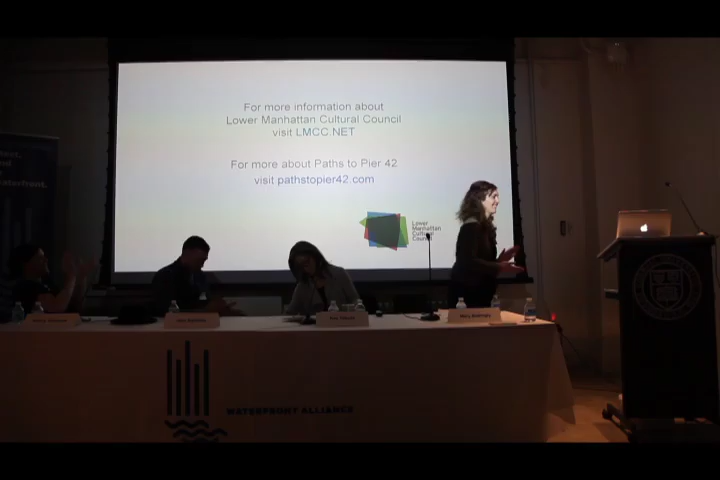 For more information about
Lower Manhattan Cultural Council
visit LMCC.NET
For more about Paths to Pier 42
visit pathstopier42.com
Lower
Manhattan
Cultural
Council
WATERFRONT ALLIANCE